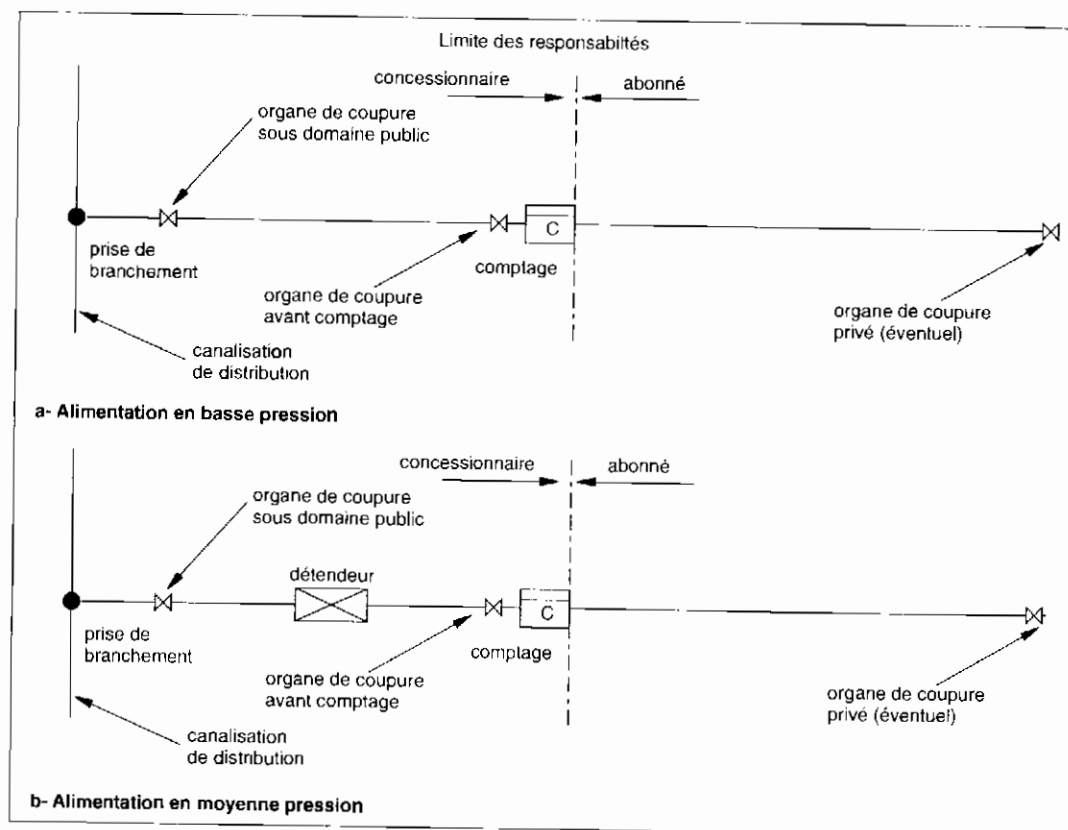 Limite des responsabiltés
concessionnaire
abonné
organe de coupure
sous domaine public
C
prise de
branchement
comptage
organe de coupure
avant comptage
organe de coupure
privé (éventuel)
canalisation
de distribution
a- Alimentation en basse pression
concessionnaire
abonné
organe de coupure
sous domaine public
détendeur
C
prise de
branchement
comptage
organe de coupure
avant comptage
organe de coupure
privé (éventuel)
canalisation
de distribution
b- Alimentation en moyenne pression